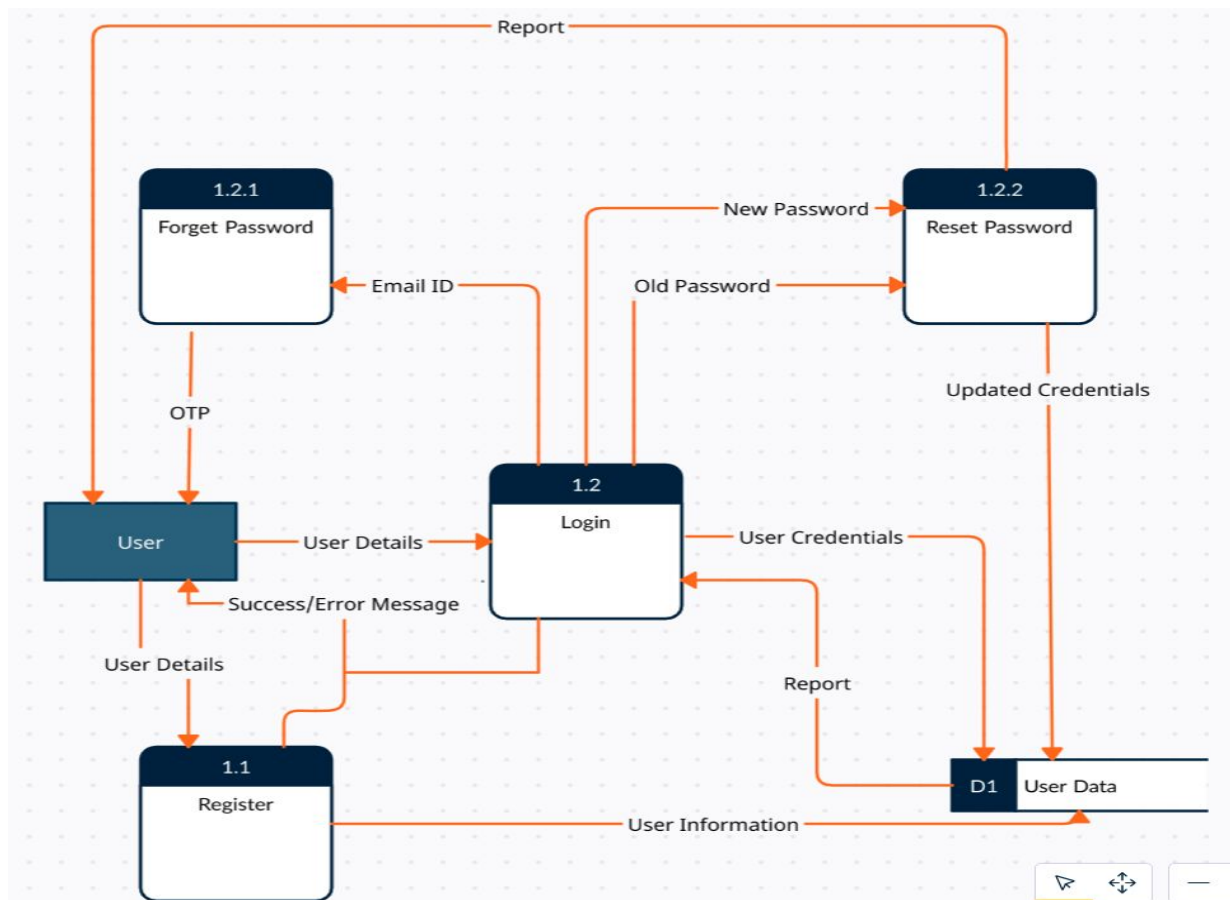 Report
1.2.1
Forget Password
1.2.2
Reset Password
New Password
Email ID
Old Password
OTP
Updated Credentials
1.2
Login
User
User Details
User Credentials
Success/Error Message
User Details
Report
1.1
Register
D1
User Data
User Information